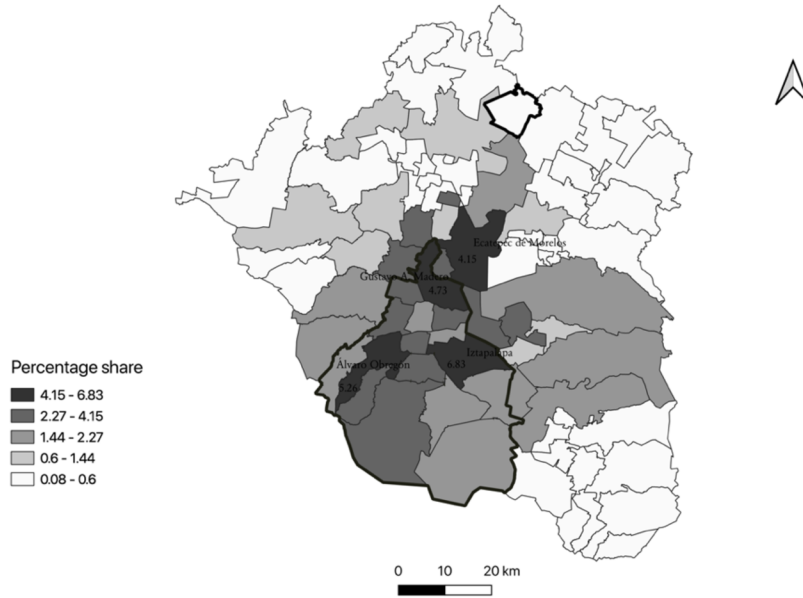 Ecatepec de Morelos
4.15
Gustavo A. Madero
4.73
Iztapalapa
Álvaro Obregón
6.83
5.26
Percentage share
4.15 - 6.83
2.27 - 4.15
1.44 - 2.27
0.6 - 1.44
0.08 - 0.6
0 10 20 km